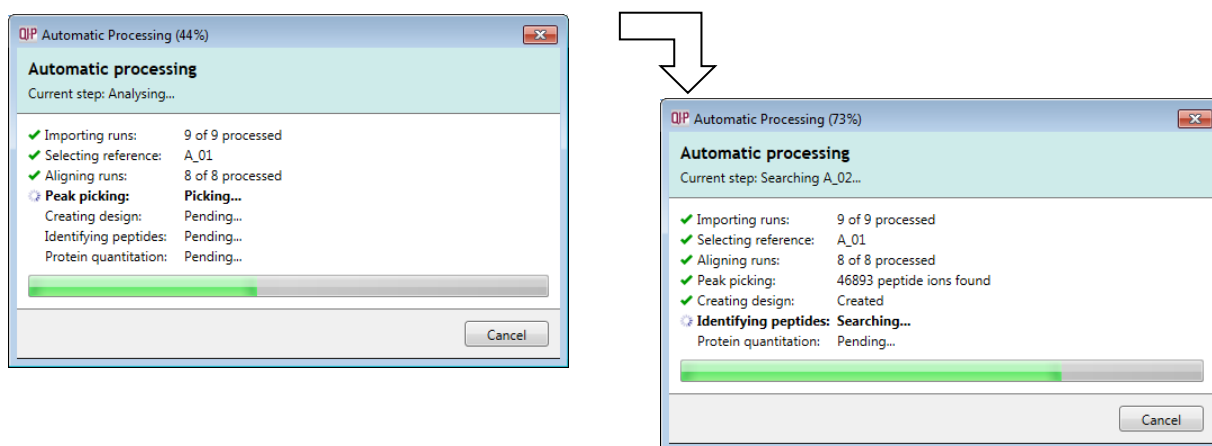 QIP Automatic Processing (44%)
Automatic processing
Current step: Analysing...
Importing runs: 9 of 9 processed
Selecting reference: A_01
Aligning runs: 8 of 8 processed
Peak picking: Picking...
Creating design: Pending...
Identifying peptides: Pending...
Protein quantitation: Pending...
Cancel
QIP Automatic Processing (73%)
Automatic processing
Current step: Searching A_02...
Importing runs: 9 of 9 processed
Selecting reference: A_01
Aligning runs: 8 of 8 processed
Peak picking: 46893 peptide ions found
Creating design: Created
Identifying peptides: Searching...
Protein quantitation: Pending...
Cancel